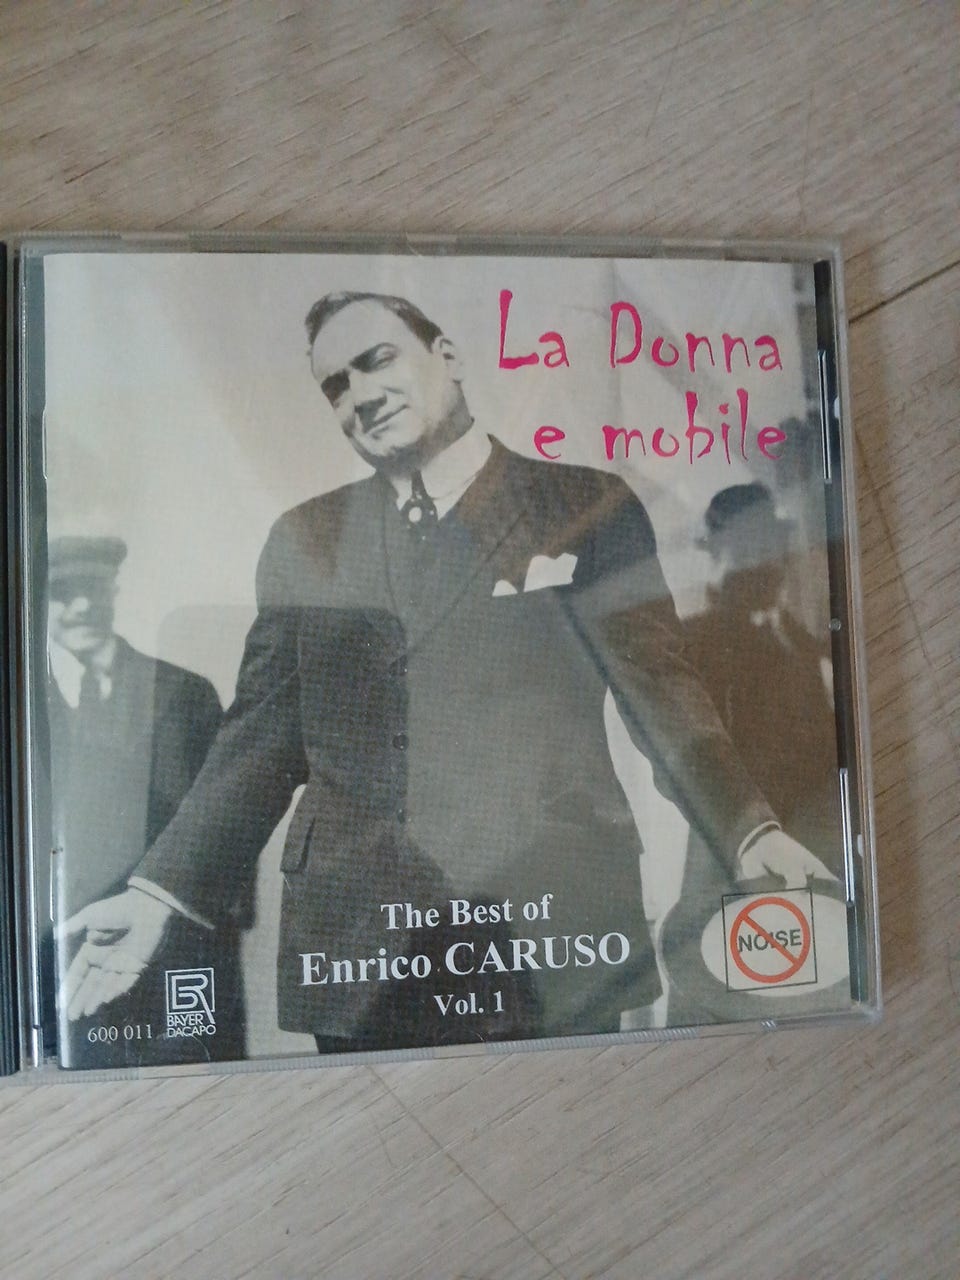 La Donna
e mobile
The Best of
Enrico CARUSO
Vol. 1
NOISE
600 011
BAYER
DACAPO